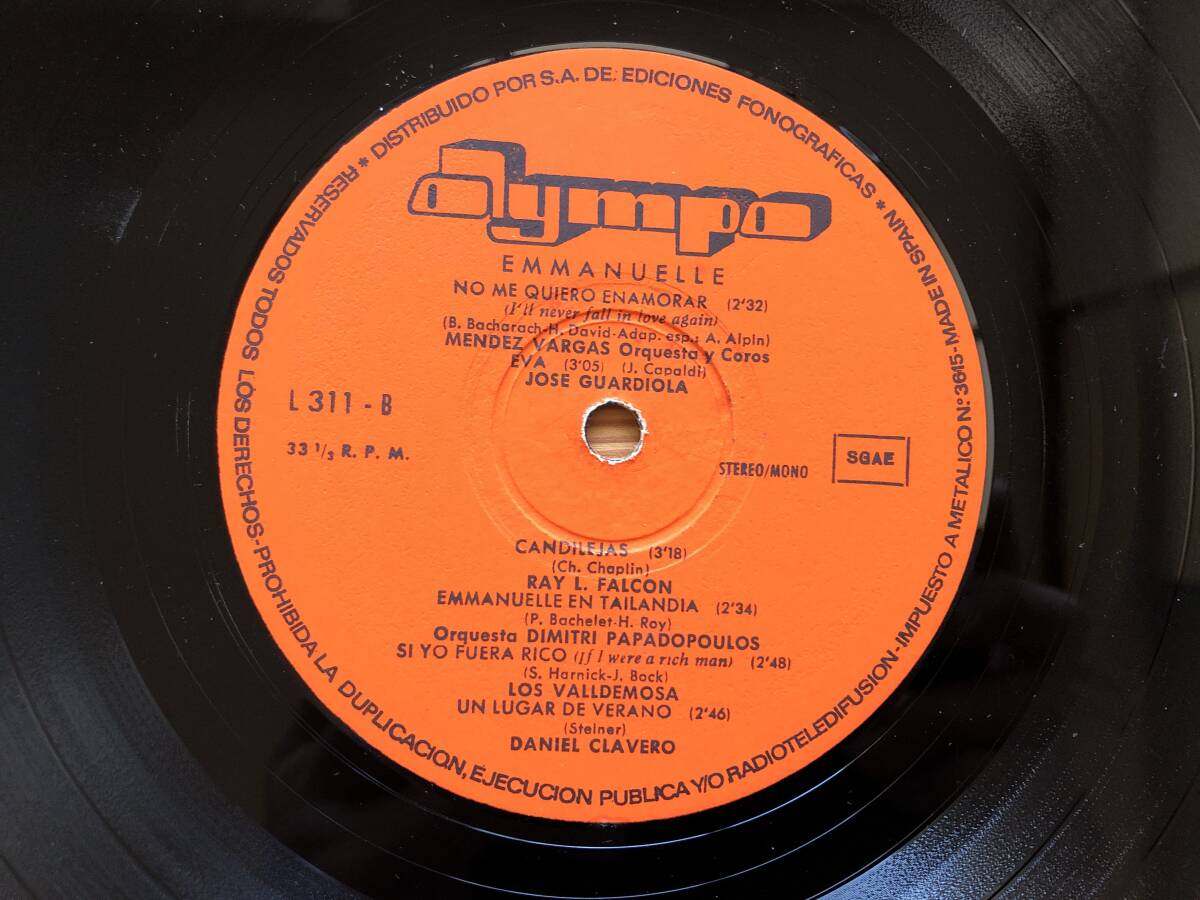 RESERVADOS TODOS LOS DERECHOS-PROHIBIDA LA DUPLICACION, EJECUCION PUBLICA Y/O RADIOTELEDIFUSION-IMPUESTO A METALICO N.º 3615-MADE IN SPAIN * DISTRIBUIDO POR S.A. DE EDICIONES FONOGRAFICAS *
olympo
EMMANUELLE
NO ME QUIERO ENAMORAR (2'32)
(I'll never fall in love again)
(B. Bacharach-H. David-Adap. esp.: A. Alpin)
MENDEZ VARGAS Orquesta y Coros
EVA (3'05) (J. Capaldi)
JOSE GUARDIOLA
L 311 - B
33 1/3 R. P. M.
STEREO/MONO
SGAE
CANDILEJAS (3'18)
(Ch. Chaplin)
RAY L. FALCON
EMMANUELLE EN TAILANDIA (2'34)
(P. Bachelet-H. Roy)
Orquesta DIMITRI PAPADOPOULOS
SI YO FUERA RICO (If I were a rich man) (2'48)
(S. Harnick-J. Bock)
LOS VALLDEMOSA
UN LUGAR DE VERANO (2'46)
(Steiner)
DANIEL CLAVERO